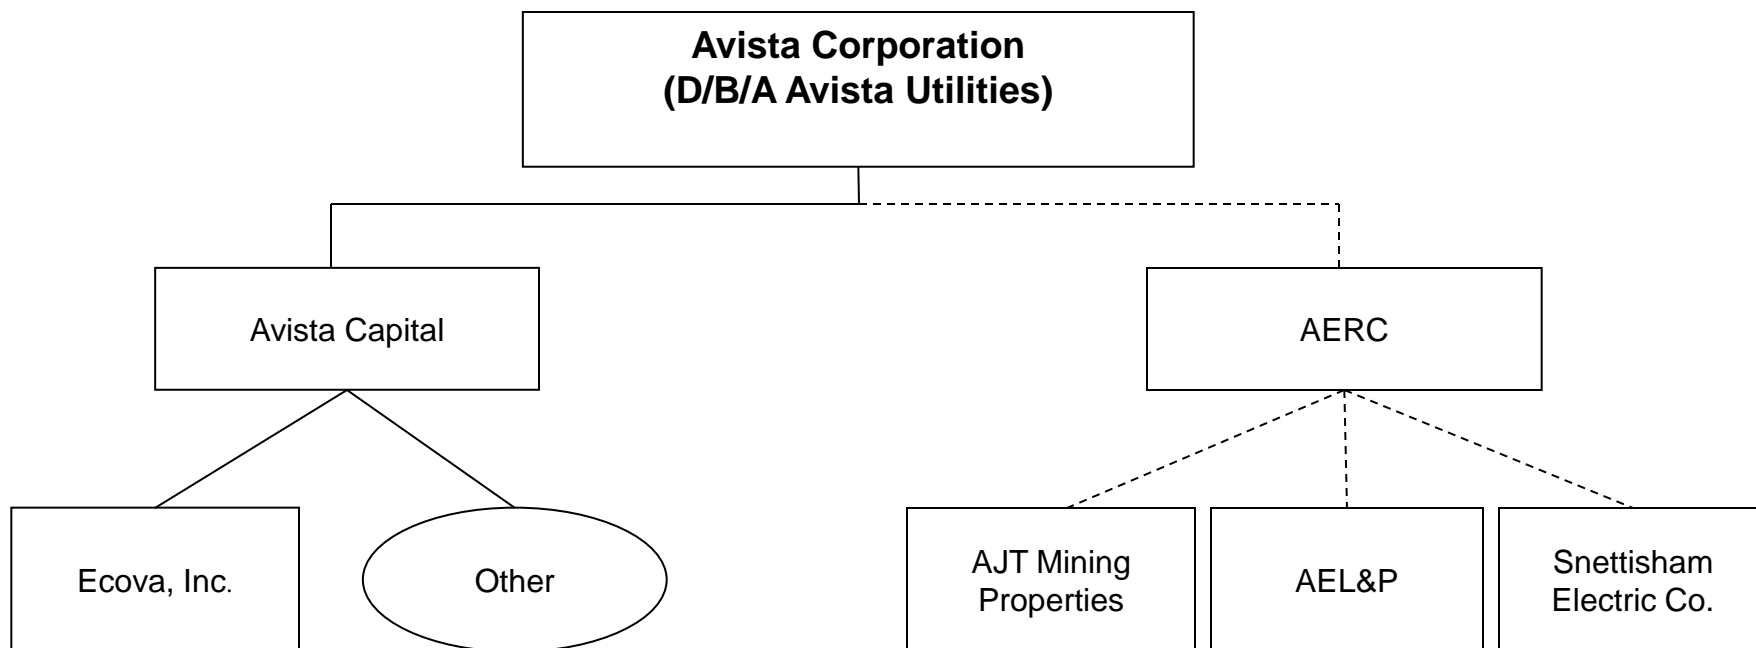 Avista Corporation
(D/B/A Avista Utilities)
Avista Capital
AERC
Ecova, Inc.
Other
AJT Mining
Properties
AEL&P
Snettisham
Electric Co.